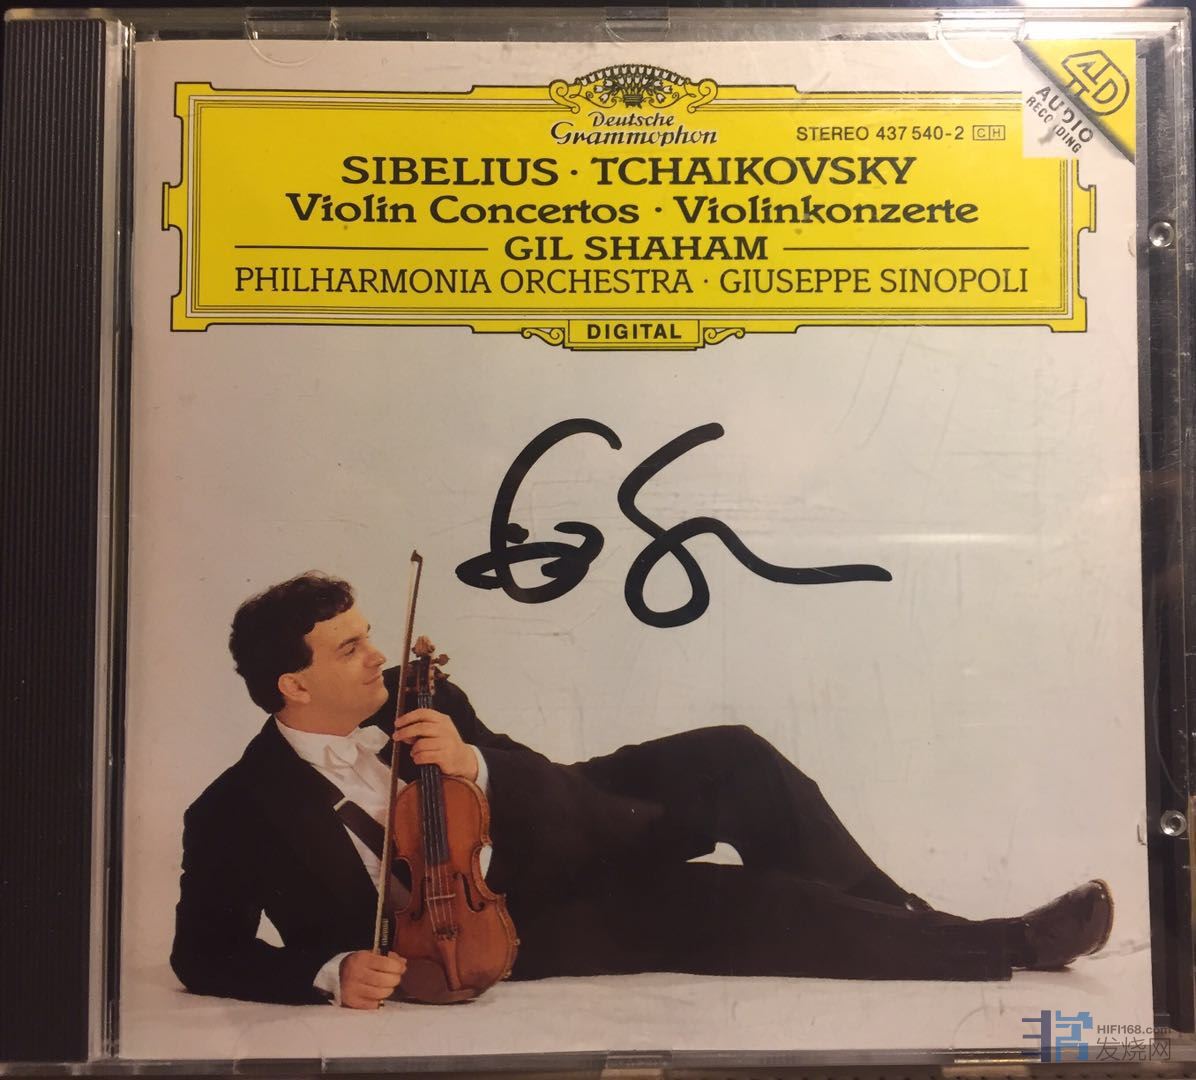 Deutsche
Grammophon
STEREO 437 540-2 CH
4D
AUDIO
RECORDING
SIBELIUS · TCHAIKOVSKY
Violin Concertos · Violinkonzerte
GIL SHAHAM
PHILHARMONIA ORCHESTRA · GIUSEPPE SINOPOLI
DIGITAL
HIFI168.com
发烧网